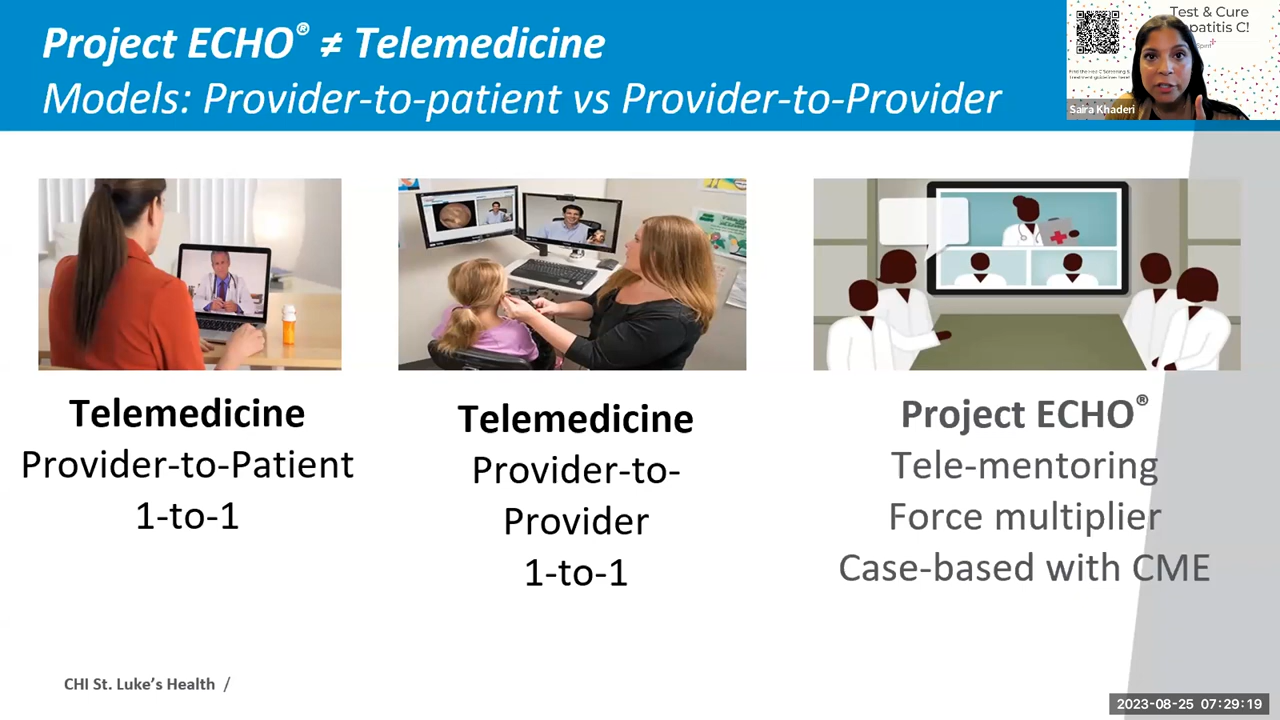 Project ECHO® ≠ Telemedicine
Models: Provider-to-patient vs Provider-to-Provider
Test & Cure
patitis C!
Saira Khaderi
Telemedicine
Provider-to-Patient
1-to-1
Telemedicine
Provider-to-
Provider
1-to-1
Project ECHO®
Tele-mentoring
Force multiplier
Case-based with CME
CHI St. Luke's Health /
2023-08-25 07:29:19